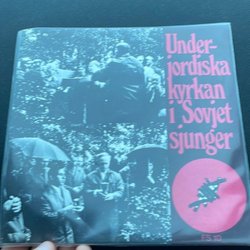 Under-
jordiska
kyrkan
i Sovjet
sjunger